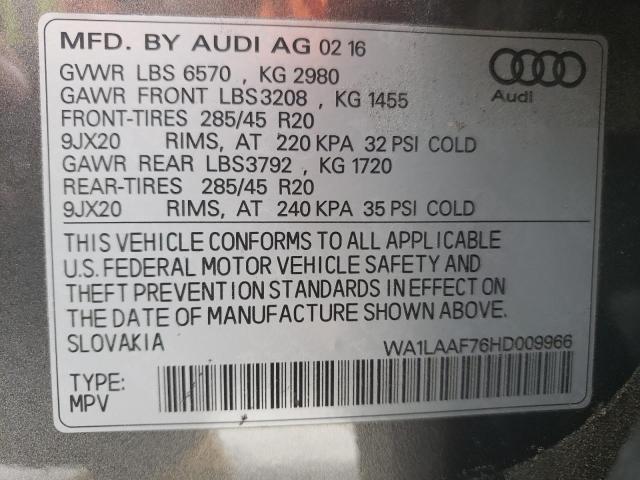 MFD. BY AUDI AG 02 16
GVWR LBS 6570 , KG 2980
GAWR FRONT LBS3208 , KG 1455
FRONT-TIRES 285/45 R20
9JX20 RIMS, AT 220 KPA 32 PSI COLD
GAWR REAR LBS3792 , KG 1720
REAR-TIRES 285/45 R20
9JX20 RIMS, AT 240 KPA 35 PSI COLD
Audi
THIS VEHICLE CONFORMS TO ALL APPLICABLE
U.S. FEDERAL MOTOR VEHICLE SAFETY AND
THEFT PREVENTION STANDARDS IN EFFECT ON
THE DATE OF MANUFACTURE SHOWN ABOVE.
SLOVAKIA WA1LAAF76HD009966
TYPE:
MPV